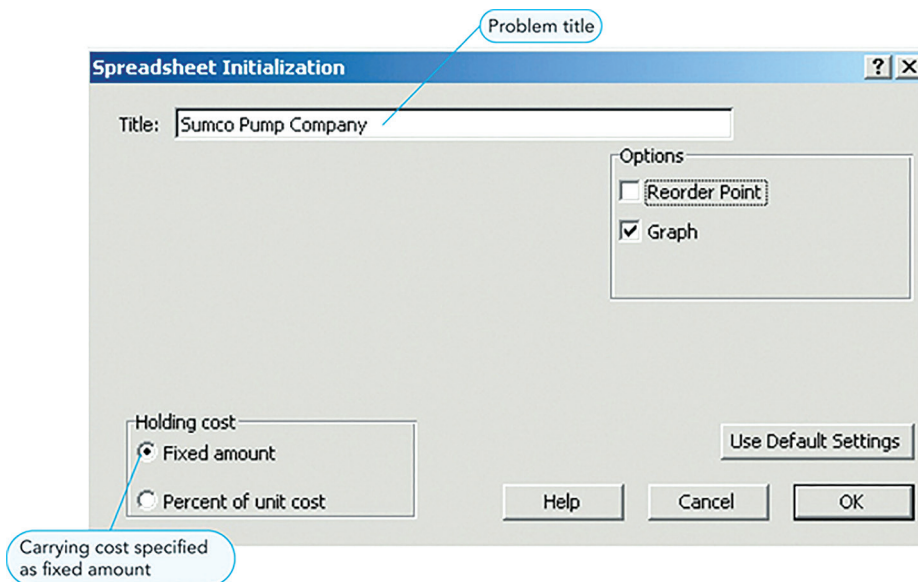 Problem title
Spreadsheet Initialization
Title: Sumco Pump Company
Options
Reorder Point
Graph
Holding cost
Fixed amount
Percent of unit cost
Use Default Settings
Help Cancel OK
Carrying cost specified
as fixed amount